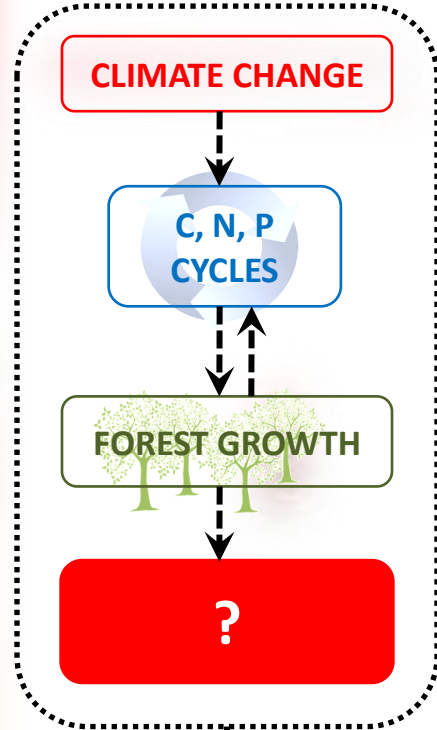 CLIMATE CHANGE
C, N, P
CYCLES
FOREST GROWTH
?